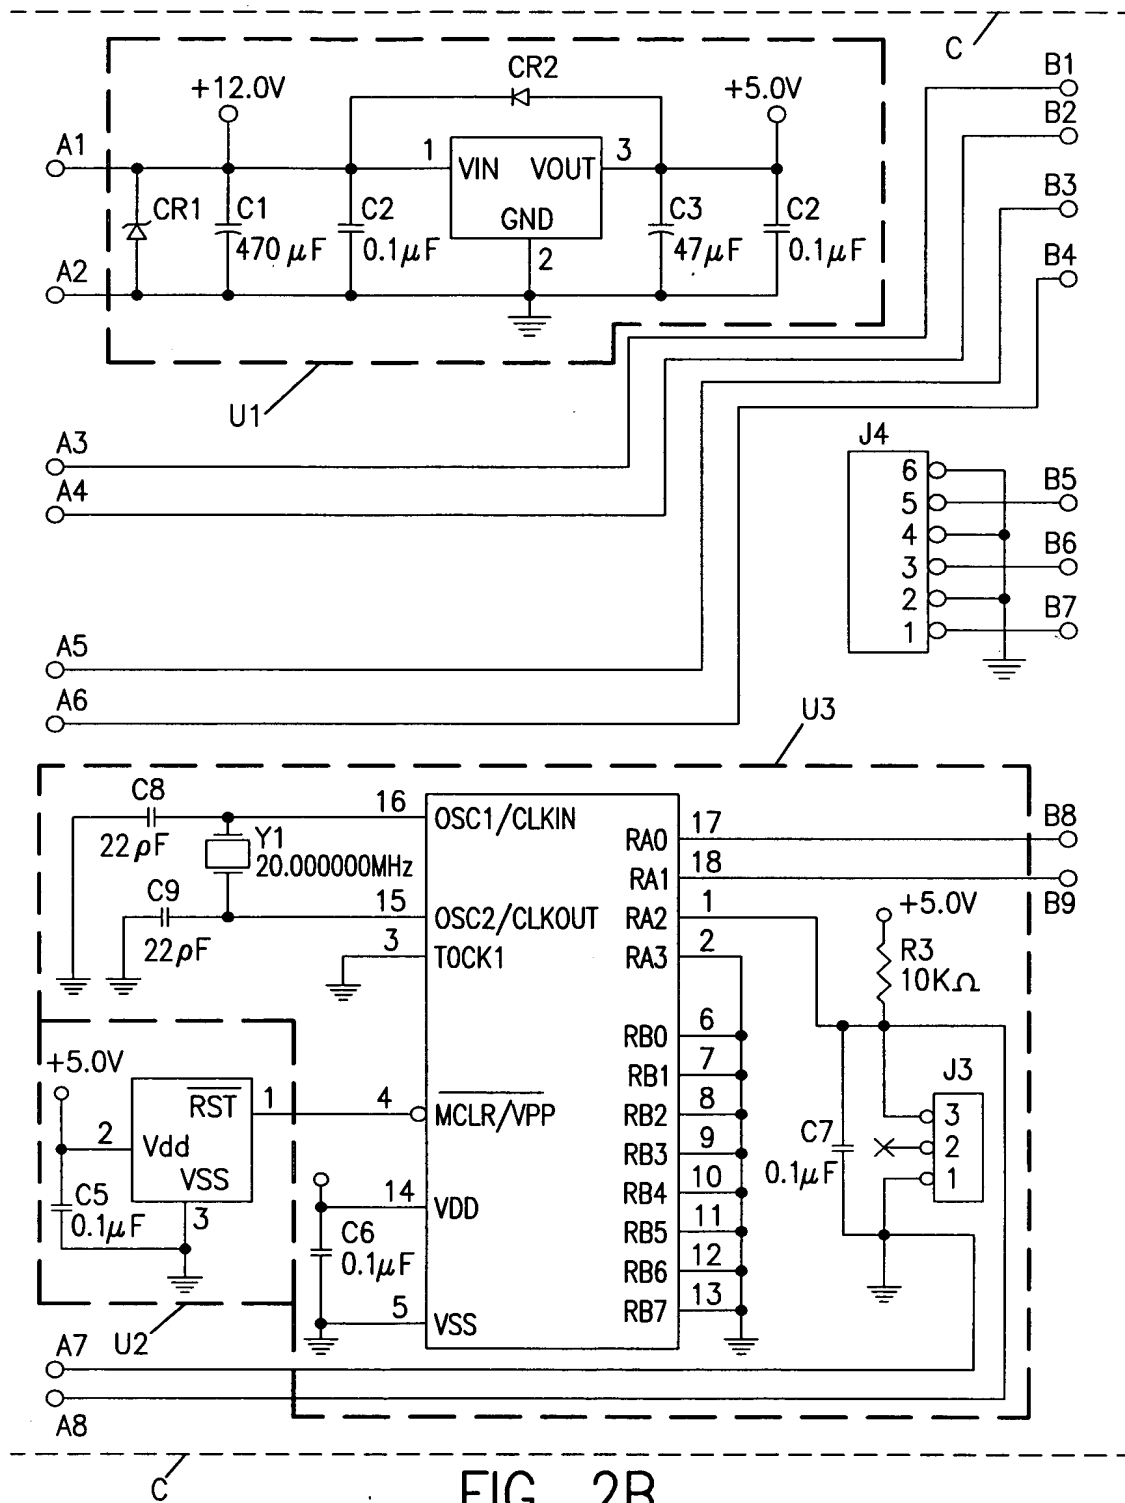 C
B1
CR2
+12.0V
+5.0V
B2
A1
1
VIN
VOUT
3
CR1
C1
470 µF
C2
0.1µF
GND
2
C3
47µF
C2
0.1µF
B3
A2
B4
U1
A3
A4
J4
6
5
4
3
2
1
B5
B6
B7
A5
A6
U3
C8
22pF
16
OSC1/CLKIN
Y1
20.000000MHz
C9
22pF
15
OSC2/CLKOUT
3
TOCK1
RA0
17
B8
RA1
18
B9
RA2
1
RA3
2
+5.0V
R3
10KΩ
RB0
6
RB1
7
RB2
8
RB3
9
RB4
10
RB5
11
RB6
12
RB7
13
+5.0V
RST
1
4
MCLR/VPP
2
Vdd
VSS
3
C5
0.1µF
14
VDD
C6
0.1µF
5
VSS
C7
0.1µF
J3
3
2
1
U2
A7
A8
C
FIG. 2B